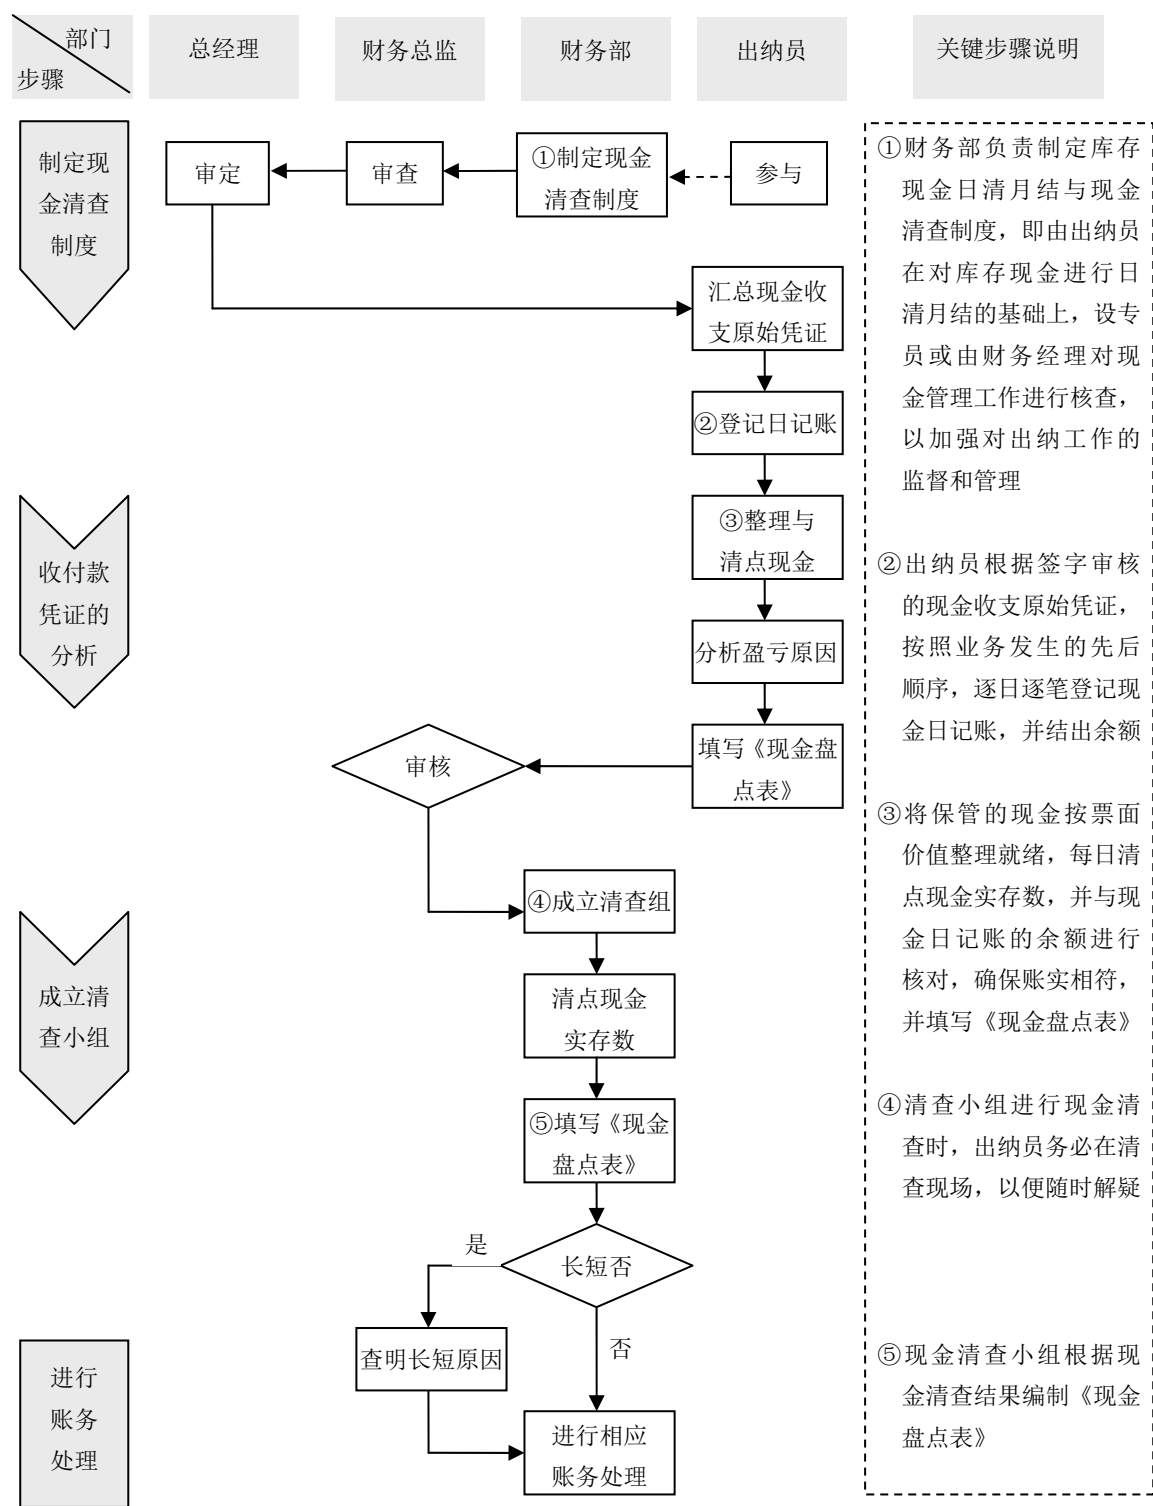 部门
步骤
总经理
财务总监
财务部
出纳员
关键步骤说明
制定现
金清查
制度
审定
审查
①制定现金
清查制度
参与
汇总现金收
支原始凭证
②登记日记账
收付款
凭证的
分析
③整理与
清点现金
分析盈亏原因
填写《现金盘
点表》
审核
成立清
查小组
④成立清查组
清点现金
实存数
⑤填写《现金
盘点表》
长短否
是
否
查明长短原因
进行
账务
处理
进行相应
账务处理
①财务部负责制定库存
现金日清月结与现金
清查制度，即由出纳员
在对库存现金进行日
清月结的基础上，设专
员或由财务经理对现
金管理工作进行核查，
以加强对出纳工作的
监督和管理
②出纳员根据签字审核
的现金收支原始凭证，
按照业务发生的先后
顺序，逐日逐笔登记现
金日记账，并结出余额
③将保管的现金按票面
价值整理就绪，每日清
点现金实存数，并与现
金日记账的余额进行
核对，确保账实相符，
并填写《现金盘点表》
④清查小组进行现金清
查时，出纳员务必在清
查现场，以便随时解疑
⑤现金清查小组根据现
金清查结果编制《现金
盘点表》